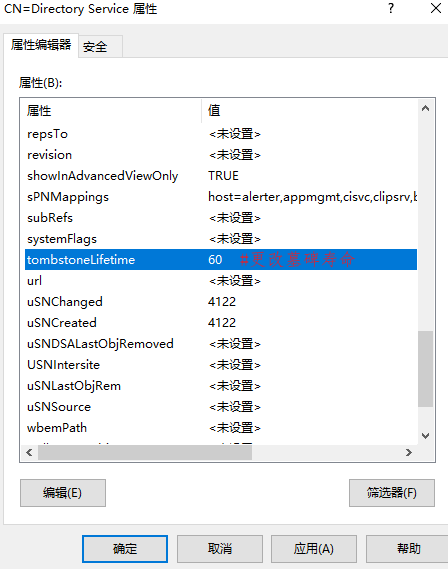 CN=Directory Service 属性
? ×
属性编辑器 安全
属性(B):
属性 值
repsTo <未设置>
revision <未设置>
showInAdvancedViewOnly TRUE
sPNMappings host=alerter,appmgmt,cisvc,clipsrv,b
subRefs <未设置>
systemFlags <未设置>
tombstoneLifetime 60 #更改墓碑寿命
url <未设置>
uSNChanged 4122
uSNCreated 4122
uSNDSALastObjRemoved <未设置>
USNIntersite <未设置>
uSNLastObjRem <未设置>
uSNSource <未设置>
wbemPath <未设置>
编辑(E) 筛选器(F)
确定 取消 应用(A) 帮助